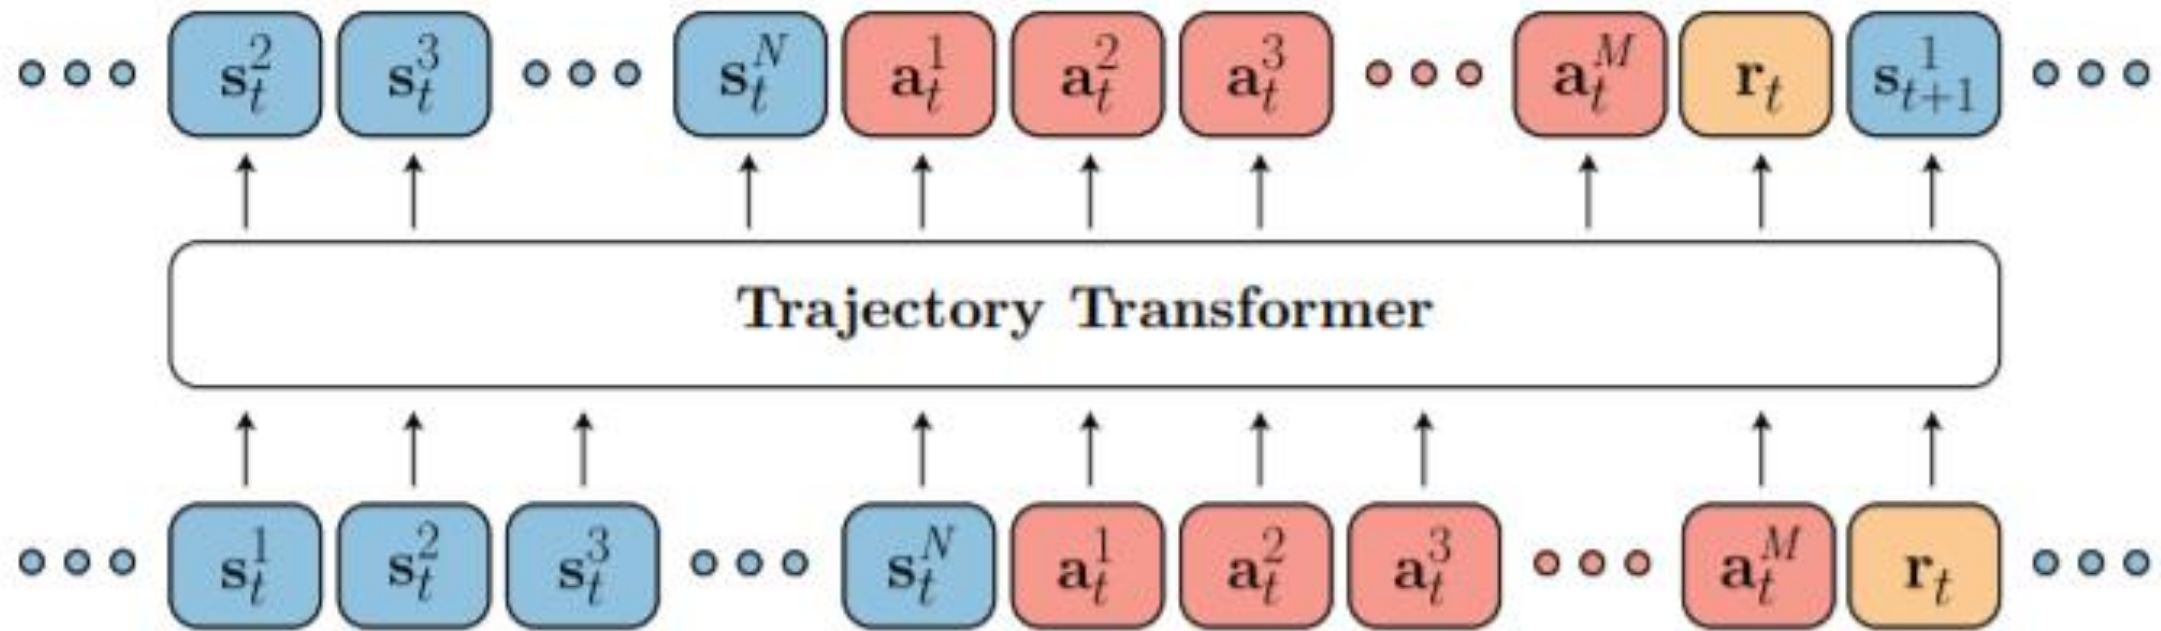 s_t^2 s_t^3 s_t^N a_t^1 a_t^2 a_t^3 a_t^M r_t s_{t+1}^1
Trajectory Transformer
s_t^1 s_t^2 s_t^3 s_t^N a_t^1 a_t^2 a_t^3 a_t^M r_t